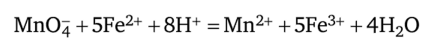 MnO₄⁻ + 5Fe²⁺ + 8H⁺ = Mn²⁺ + 5Fe³⁺ + 4H₂O